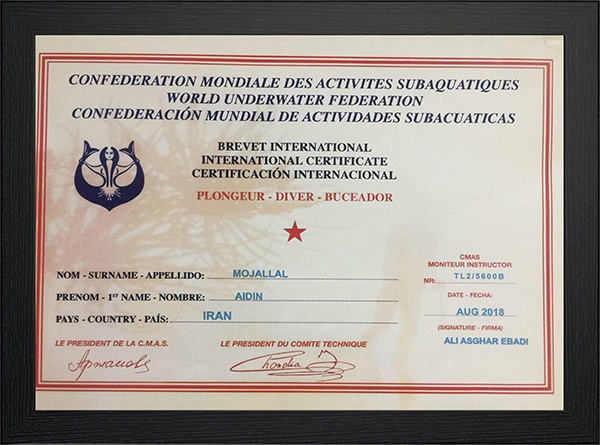 CONFEDERATION MONDIALE DES ACTIVITES SUBAQUATIQUES
WORLD UNDERWATER FEDERATION
CONFEDERACIÓN MUNDIAL DE ACTIVIDADES SUBACUATICAS
BREVET INTERNATIONAL
INTERNATIONAL CERTIFICATE
CERTIFICACIÓN INTERNACIONAL
PLONGEUR - DIVER - BUCEADOR
NOM - SURNAME - APPELLIDO: MOJALLAL
PRENOM - 1ST NAME - NOMBRE: AIDIN
PAYS - COUNTRY - PAÍS: IRAN
CMAS
MONITEUR INSTRUCTOR
NR: TL2/5600B
DATE - FECHA:
AUG 2018
(SIGNATURE - FIRMA)
ALI ASGHAR EBADI
LE PRESIDENT DE LA C.M.A.S.
LE PRESIDENT DU COMITE TECHNIQUE